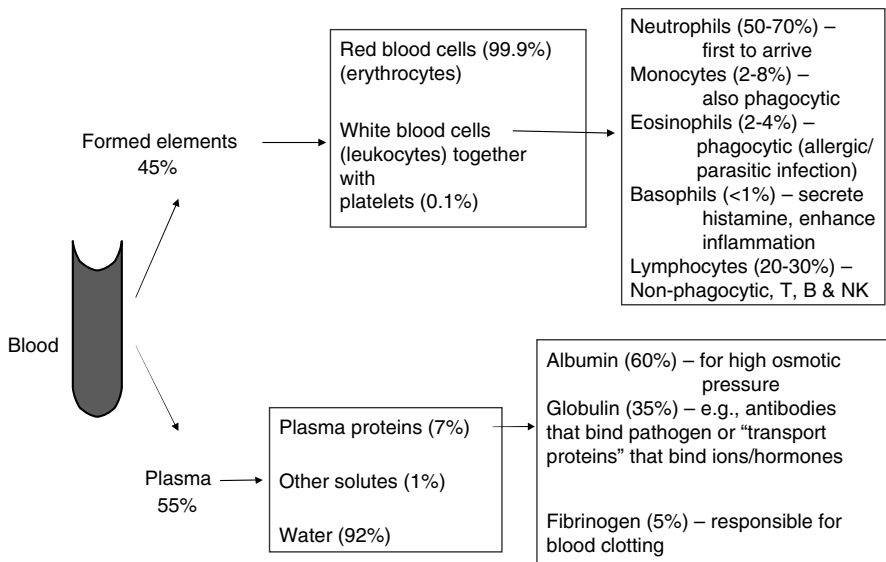 Blood
Formed elements
45%
Red blood cells (99.9%)
(erythrocytes)
White blood cells
(leukocytes) together
with
platelets (0.1%)
Neutrophils (50-70%) –
first to arrive
Monocytes (2-8%) –
also phagocytic
Eosinophils (2-4%) –
phagocytic (allergic/
parasitic infection)
Basophils (<1%) – secrete
histamine, enhance
inflammation
Lymphocytes (20-30%) –
Non-phagocytic, T, B & NK
Plasma
55%
Plasma proteins (7%)
Other solutes (1%)
Water (92%)
Albumin (60%) – for high osmotic
pressure
Globulin (35%) – e.g., antibodies
that bind pathogen or “transport
proteins” that bind ions/hormones
Fibrinogen (5%) – responsible for
blood clotting